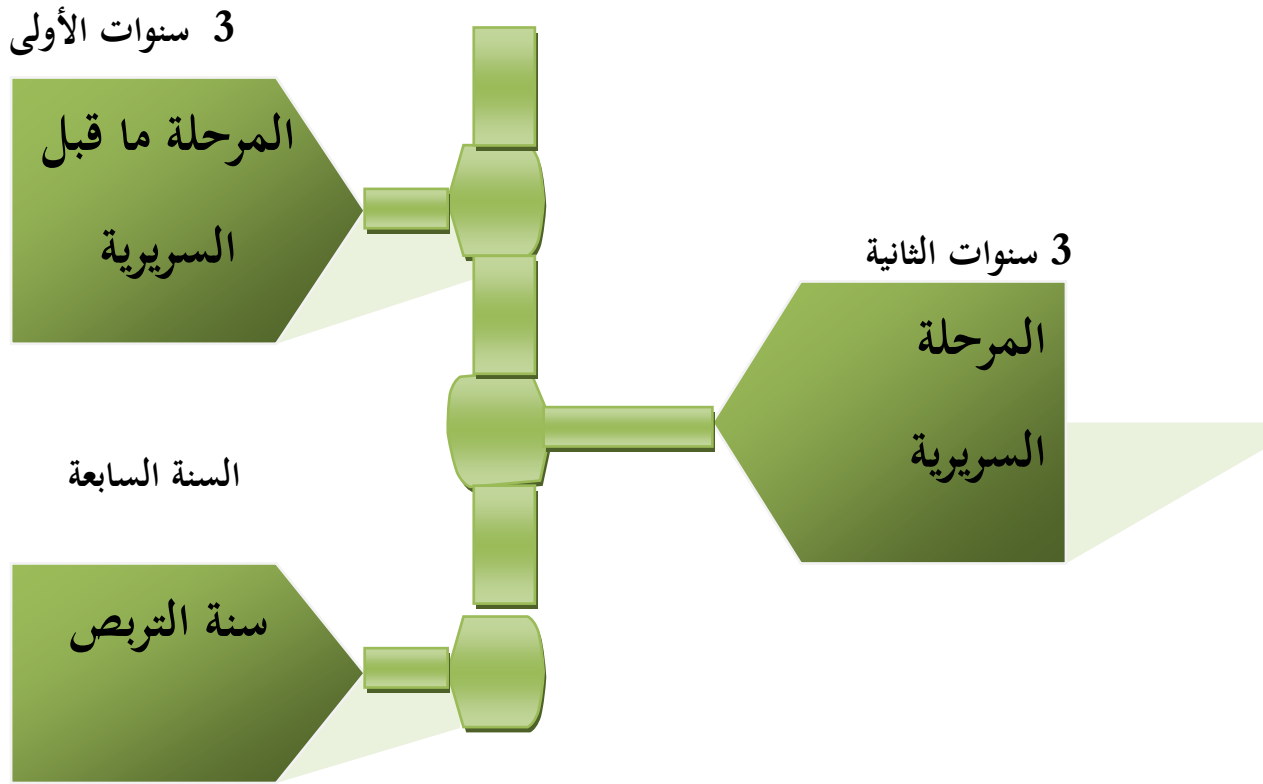 3 سنوات الأولى
المرحلة ما قبل
السريرية
3 سنوات الثانية
المرحلة
السريرية
السنة السابعة
سنة التربص